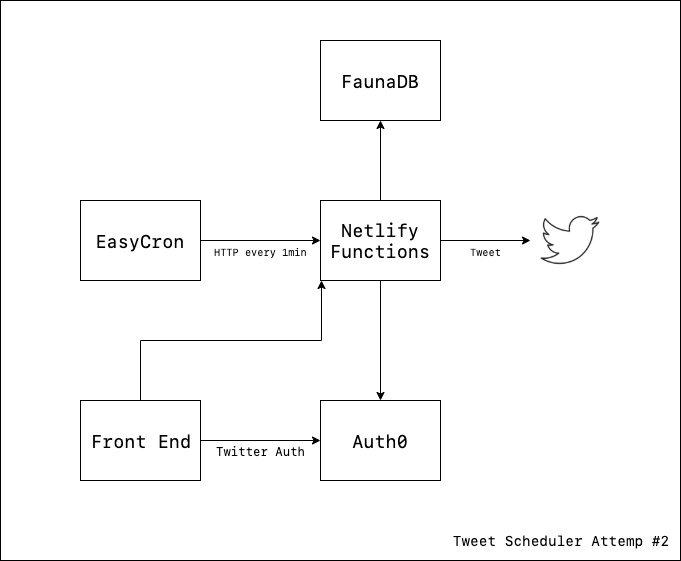 FaunaDB
EasyCron
HTTP every 1min
Netlify
Functions
Tweet
Front End
Twitter Auth
Auth0
Tweet Scheduler Attemp #2